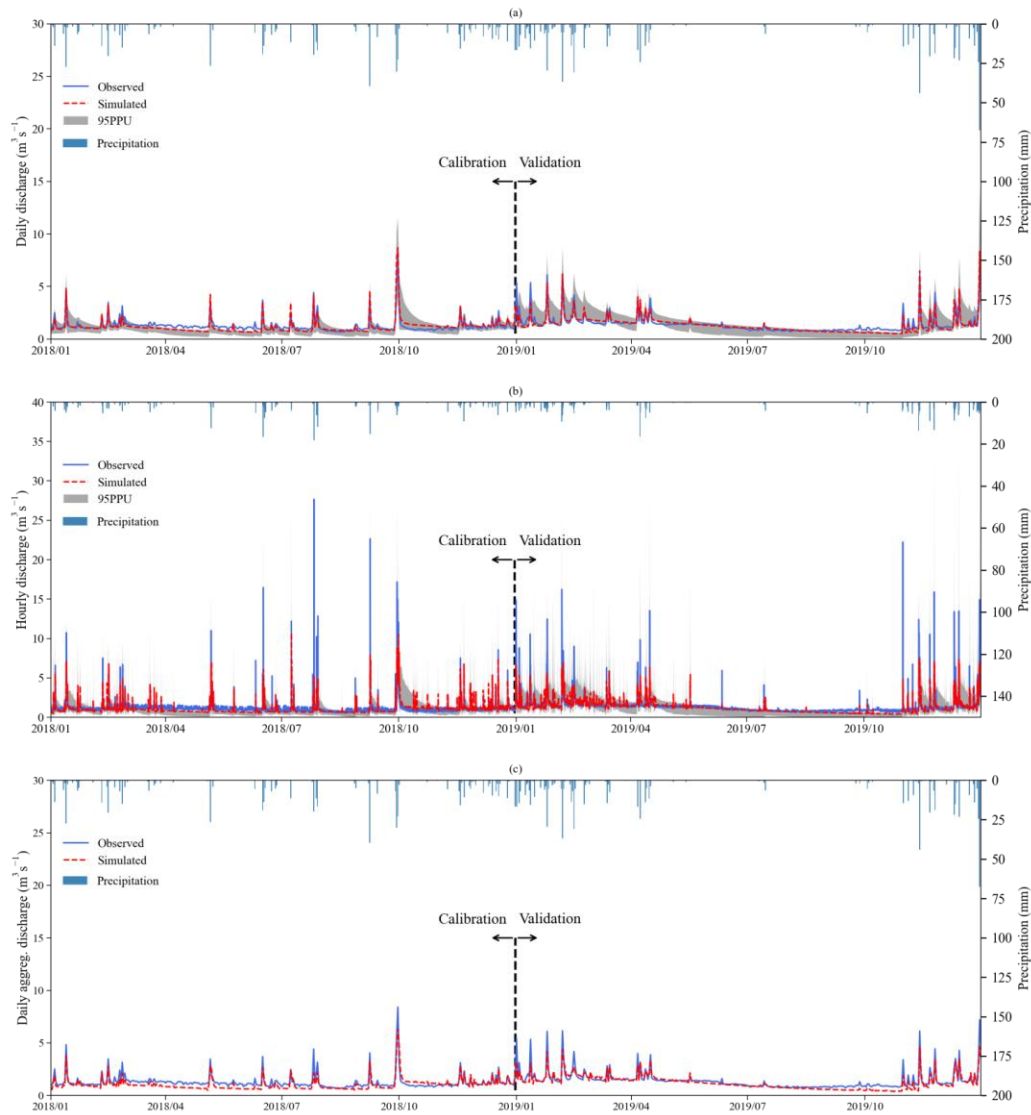 (a)
30
25
20
15
10
5
0
Daily discharge (m³ s⁻¹)
Observed
Simulated
95PPU
Precipitation
Calibration Validation
0
25
50
75
100
125
150
175
200
Precipitation (mm)
2018/01 2018/04 2018/07 2018/10 2019/01 2019/04 2019/07 2019/10
(b)
40
35
30
25
20
15
10
5
0
Hourly discharge (m³ s⁻¹)
Observed
Simulated
95PPU
Precipitation
Calibration Validation
0
20
40
60
80
100
120
140
Precipitation (mm)
2018/01 2018/04 2018/07 2018/10 2019/01 2019/04 2019/07 2019/10
(c)
30
25
20
15
10
5
0
Daily aggreg. discharge (m³ s⁻¹)
Observed
Simulated
Precipitation
Calibration Validation
0
25
50
75
100
125
150
175
200
Precipitation (mm)
2018/01 2018/04 2018/07 2018/10 2019/01 2019/04 2019/07 2019/10